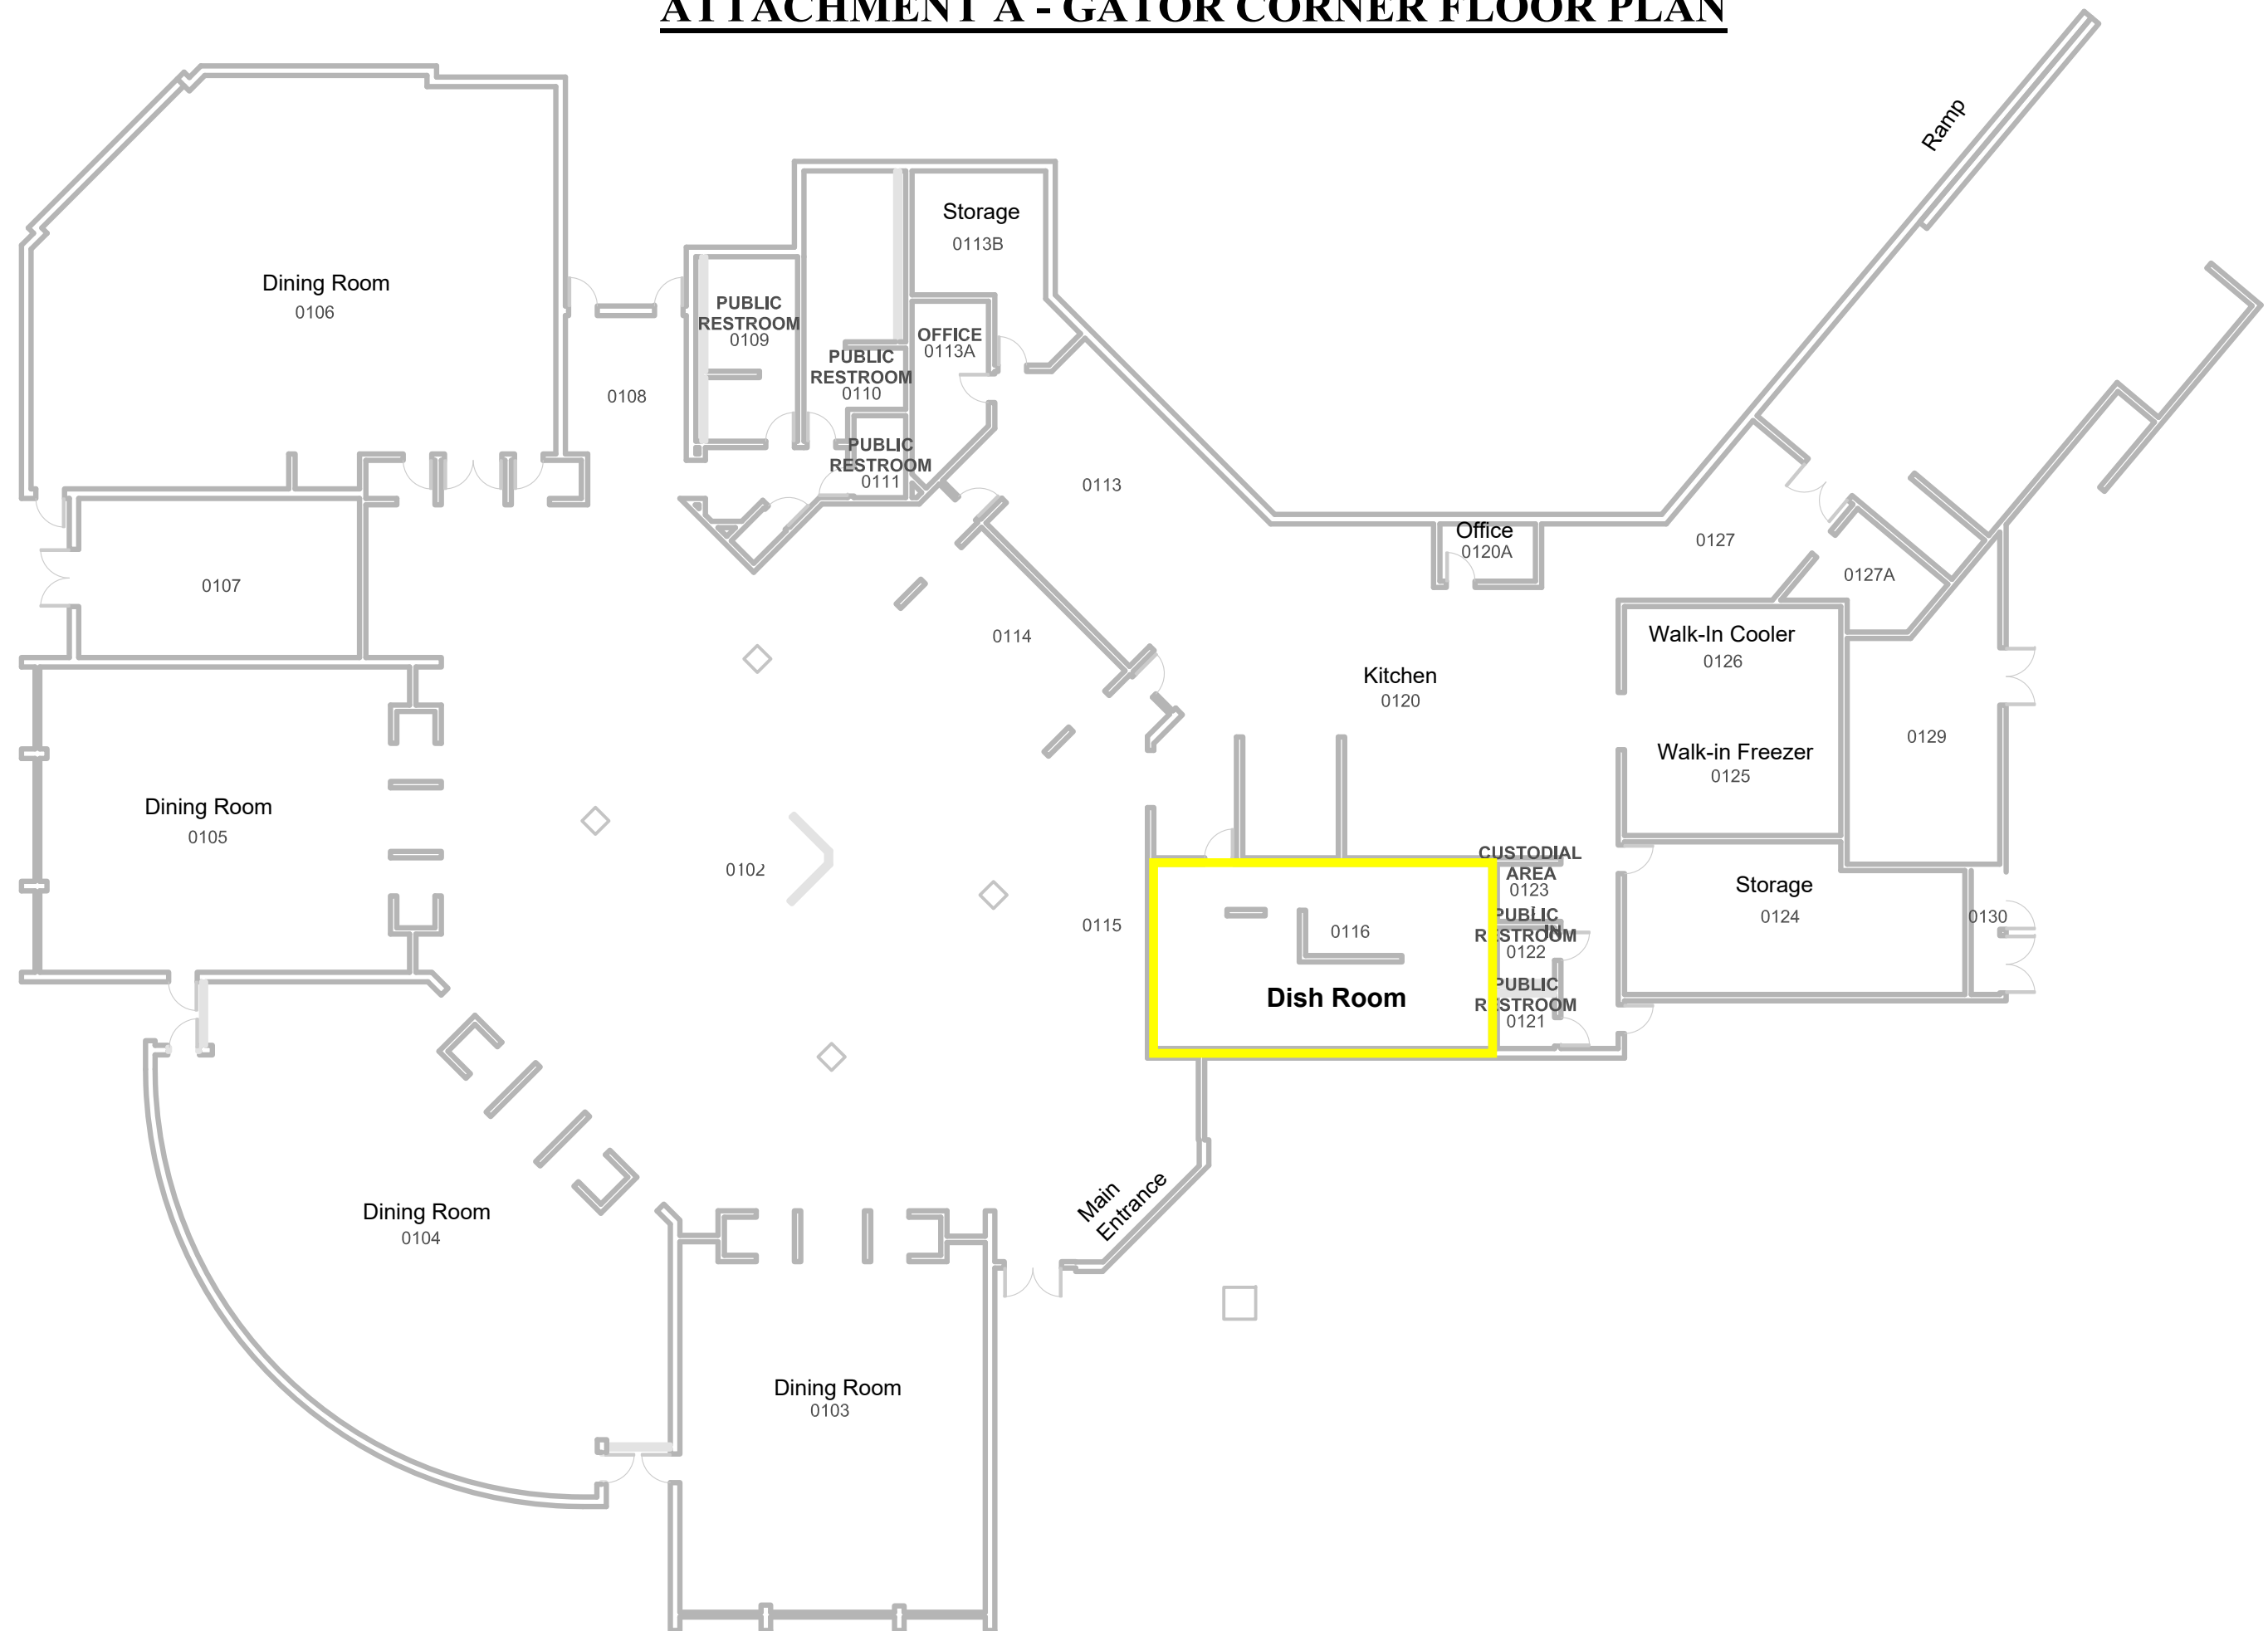 ATTACHMENT A - GATOR CORNER FLOOR PLAN
Ramp
Storage
0113B
Dining Room
0106
PUBLIC
RESTROOM
0109
OFFICE
0113A
PUBLIC
RESTROOM
0110
0108
PUBLIC
RESTROOM
0111
0113
Office
0120A
0127
0127A
0107
0114
Walk-In Cooler
0126
Kitchen
0120
0129
Walk-in Freezer
0125
Dining Room
0105
0102
CUSTODIAL
AREA
0123
Storage
0124
0130
0115
0116
PUBLIC
RESTROOM
0122
IN
Dish Room
PUBLIC
RESTROOM
0121
Main
Entrance
Dining Room
0104
Dining Room
0103